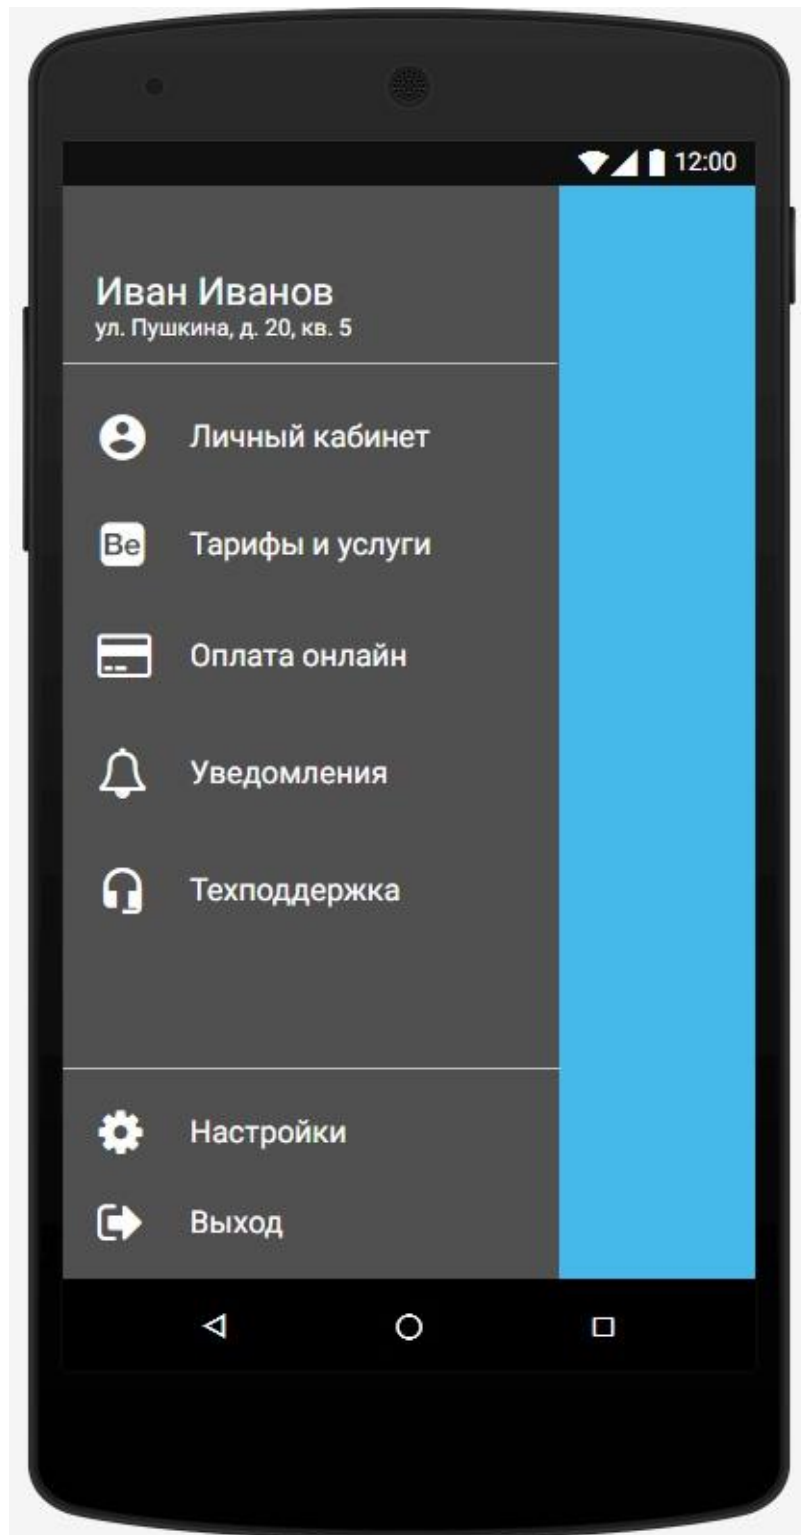 12:00
Иван Иванов
ул. Пушкина, д. 20, кв. 5
Личный кабинет
Be Тарифы и услуги
Оплата онлайн
Уведомления
Техподдержка
Настройки
Выход